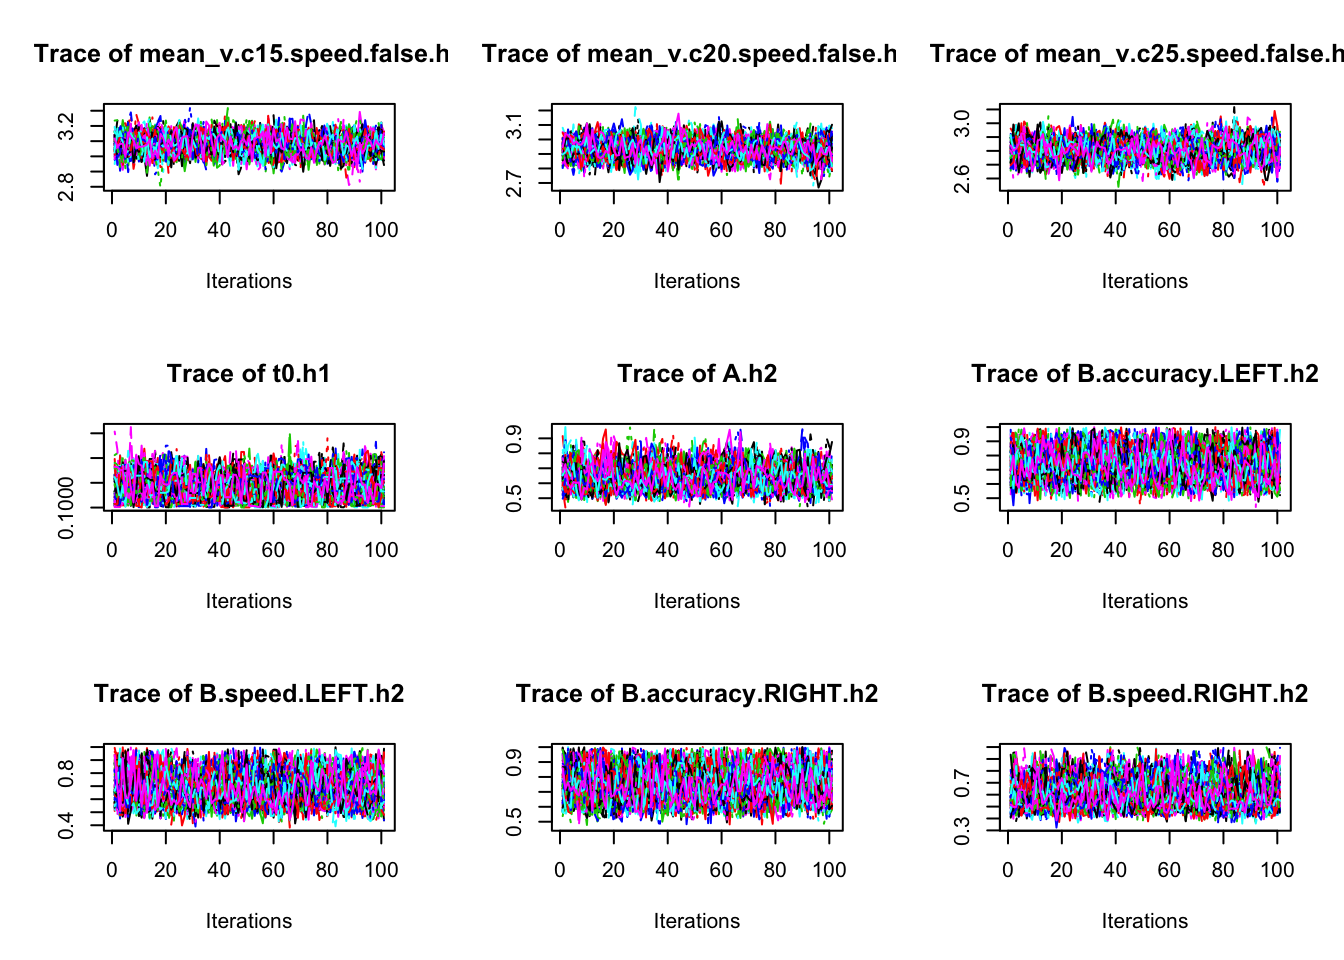 Trace of mean_v.c15.speed.false.h
3.2
2.8
0 20 40 60 80 100
Iterations
Trace of mean_v.c20.speed.false.h
3.1
2.7
0 20 40 60 80 100
Iterations
Trace of mean_v.c25.speed.false.h
3.0
2.6
0 20 40 60 80 100
Iterations
Trace of t0.h1
0.1000
0 20 40 60 80 100
Iterations
Trace of A.h2
0.9
0.5
0 20 40 60 80 100
Iterations
Trace of B.accuracy.LEFT.h2
0.9
0.5
0 20 40 60 80 100
Iterations
Trace of B.speed.LEFT.h2
0.8
0.4
0 20 40 60 80 100
Iterations
Trace of B.accuracy.RIGHT.h2
0.9
0.5
0 20 40 60 80 100
Iterations
Trace of B.speed.RIGHT.h2
0.7
0.3
0 20 40 60 80 100
Iterations